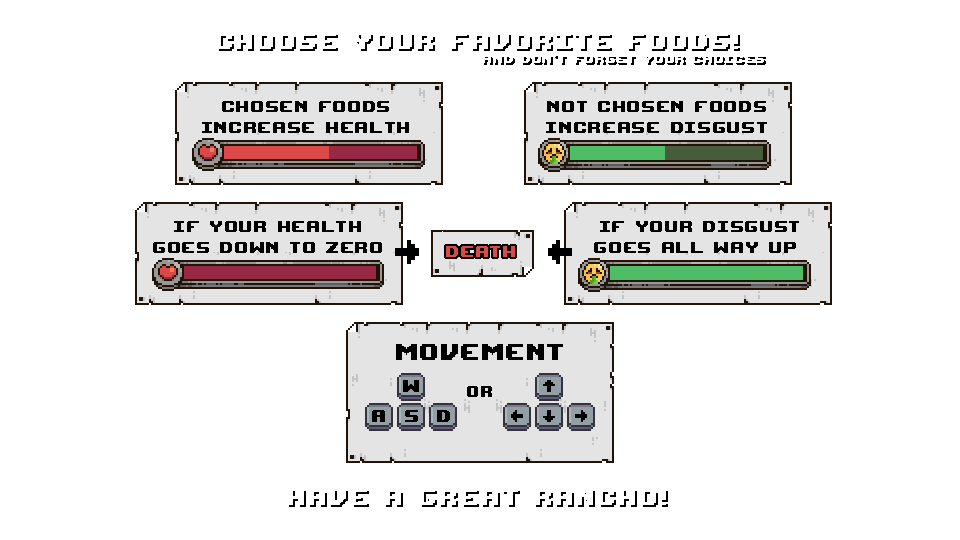 CHOOSE YOUR FAVORITE FOODS!
AND DON'T FORGET YOUR CHOICES
CHOSEN FOODS
INCREASE HEALTH
NOT CHOSEN FOODS
INCREASE DISGUST
IF YOUR HEALTH
GOES DOWN TO ZERO
DEATH
IF YOUR DISGUST
GOES ALL WAY UP
MOVEMENT
W
A S D
OR
↑
← ↓ →
HAVE A GREAT RANCHO!